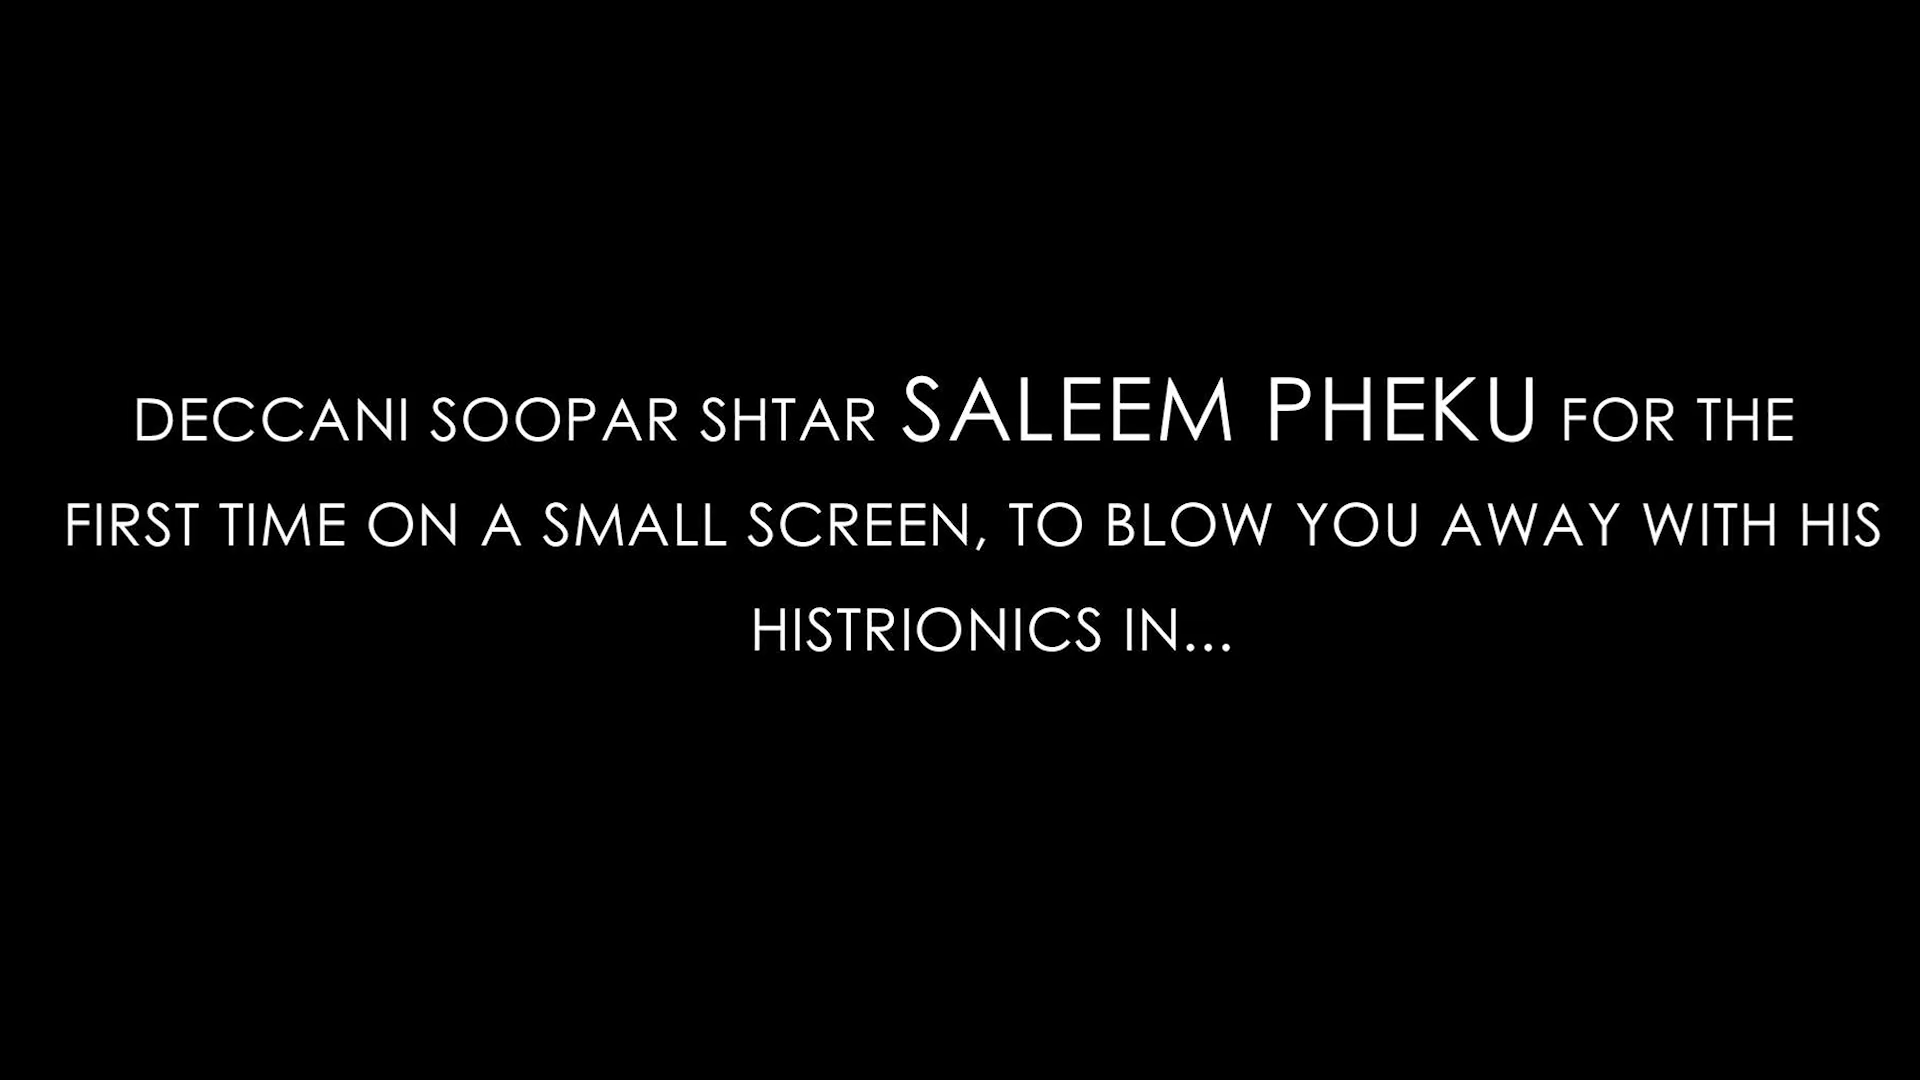 DECCANI SOOPAR SHTAR SALEEM PHEKU FOR THE
FIRST TIME ON A SMALL SCREEN, TO BLOW YOU AWAY WITH HIS
HISTRIONICS IN...